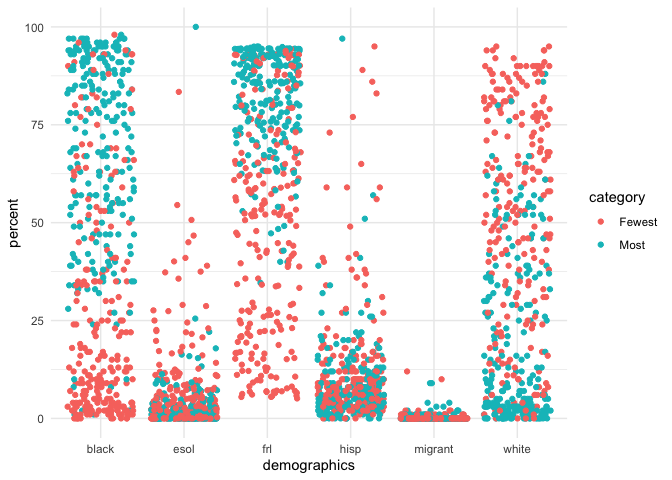 100
75
50
25
0
percent
black esol frl hisp migrant white
demographics
category
Fewest
Most